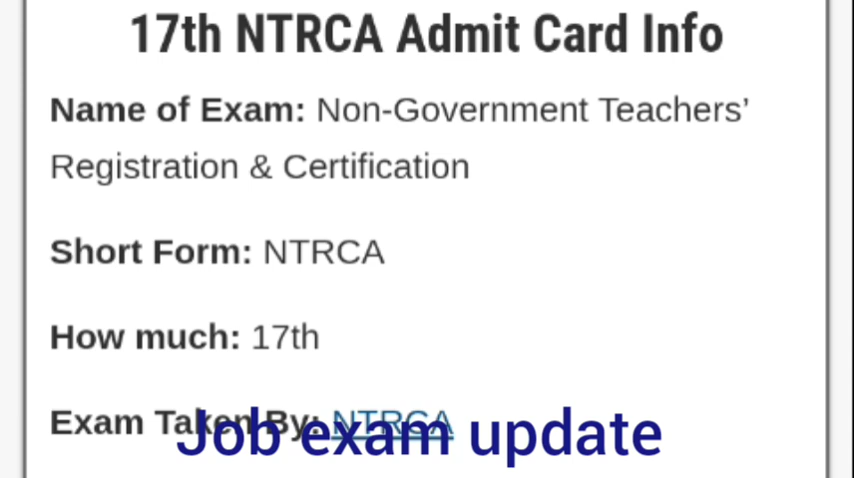 17th NTRCA Admit Card Info
Name of Exam: Non-Government Teachers’
Registration & Certification
Short Form: NTRCA
How much: 17th
Exam Taken By: NTRCA
Job exam update